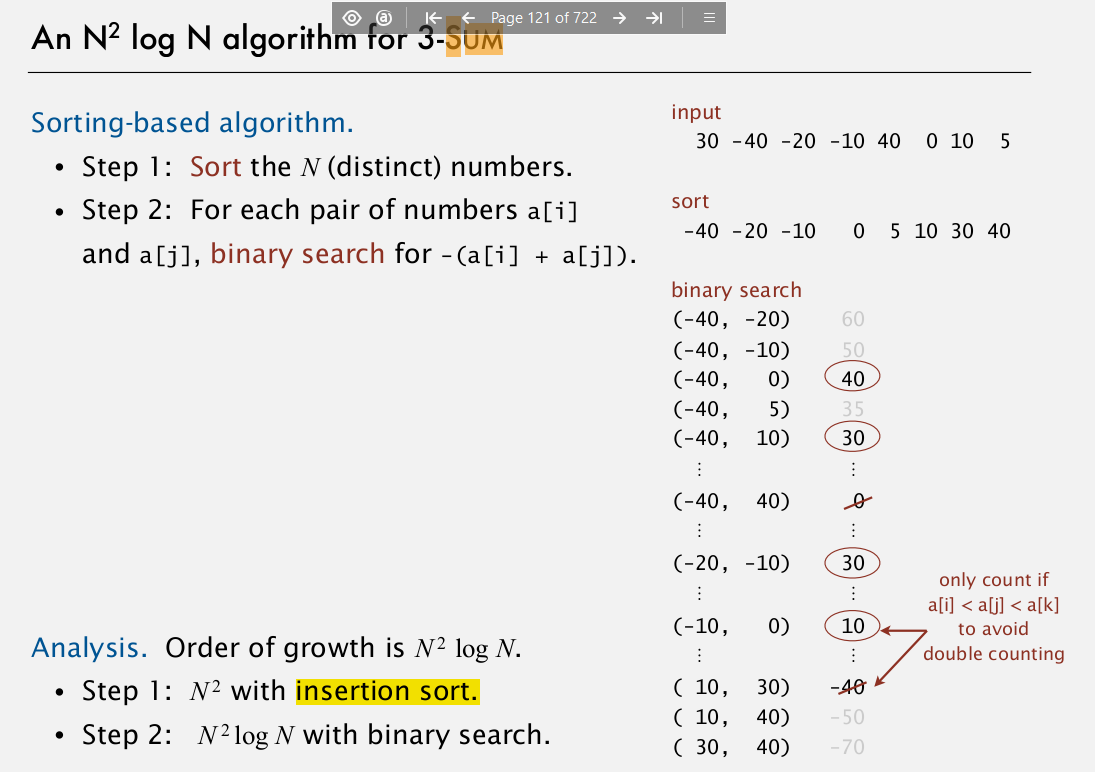 Page 121 of 722
An N² log N algorithm for 3-SUM
Sorting-based algorithm.
• Step 1: Sort the N (distinct) numbers.
• Step 2: For each pair of numbers a[i]
and a[j], binary search for -(a[i] + a[j]).
Analysis. Order of growth is N² log N.
• Step 1: N² with insertion sort.
• Step 2: N² log N with binary search.
input
30 -40 -20 -10 40 0 10 5
sort
-40 -20 -10 0 5 10 30 40
binary search
(-40, -20) 60
(-40, -10) 50
(-40, 0) 40
(-40, 5) 35
(-40, 10) 30
⋮ ⋮
(-40, 40) 0
⋮ ⋮
(-20, -10) 30
⋮ ⋮
(-10, 0) 10
⋮ ⋮
( 10, 30) -40
( 10, 40) -50
( 30, 40) -70
only count if
a[i] < a[j] < a[k]
to avoid
double counting